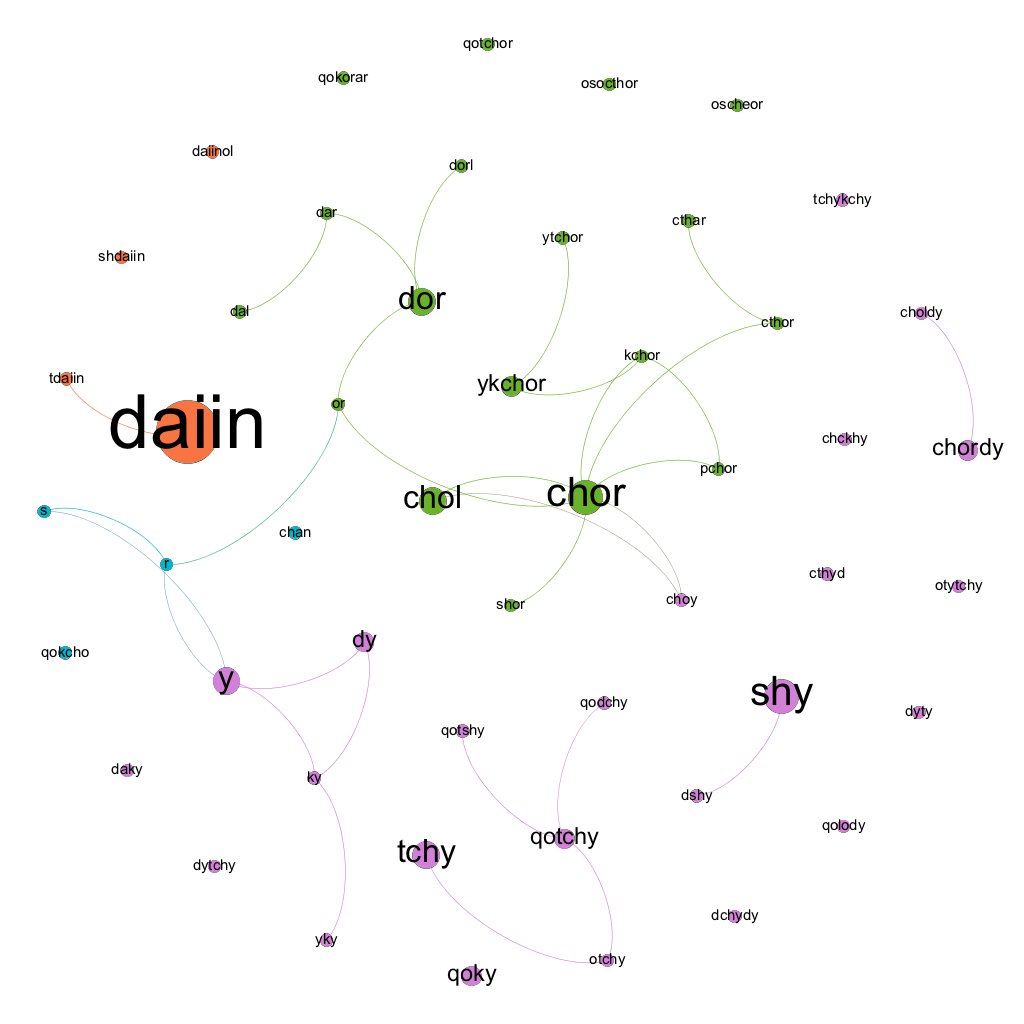 qotchor
qokorar
osocthor
oscheor
daiinol
dorl
tchykchy
dar
cthar
ytchor
shdaiin
dor
dal
choldy
cthor
kchor
tdaiin
ykchor
or
daiin
chckhy
chordy
pchor
chol
chor
s
chan
r
cthyd
otytchy
choy
shor
dy
qokcho
y
shy
qodchy
dyty
qotshy
daky
ky
dshy
qolody
qotchy
tchy
dytchy
dchydy
yky
otchy
qoky